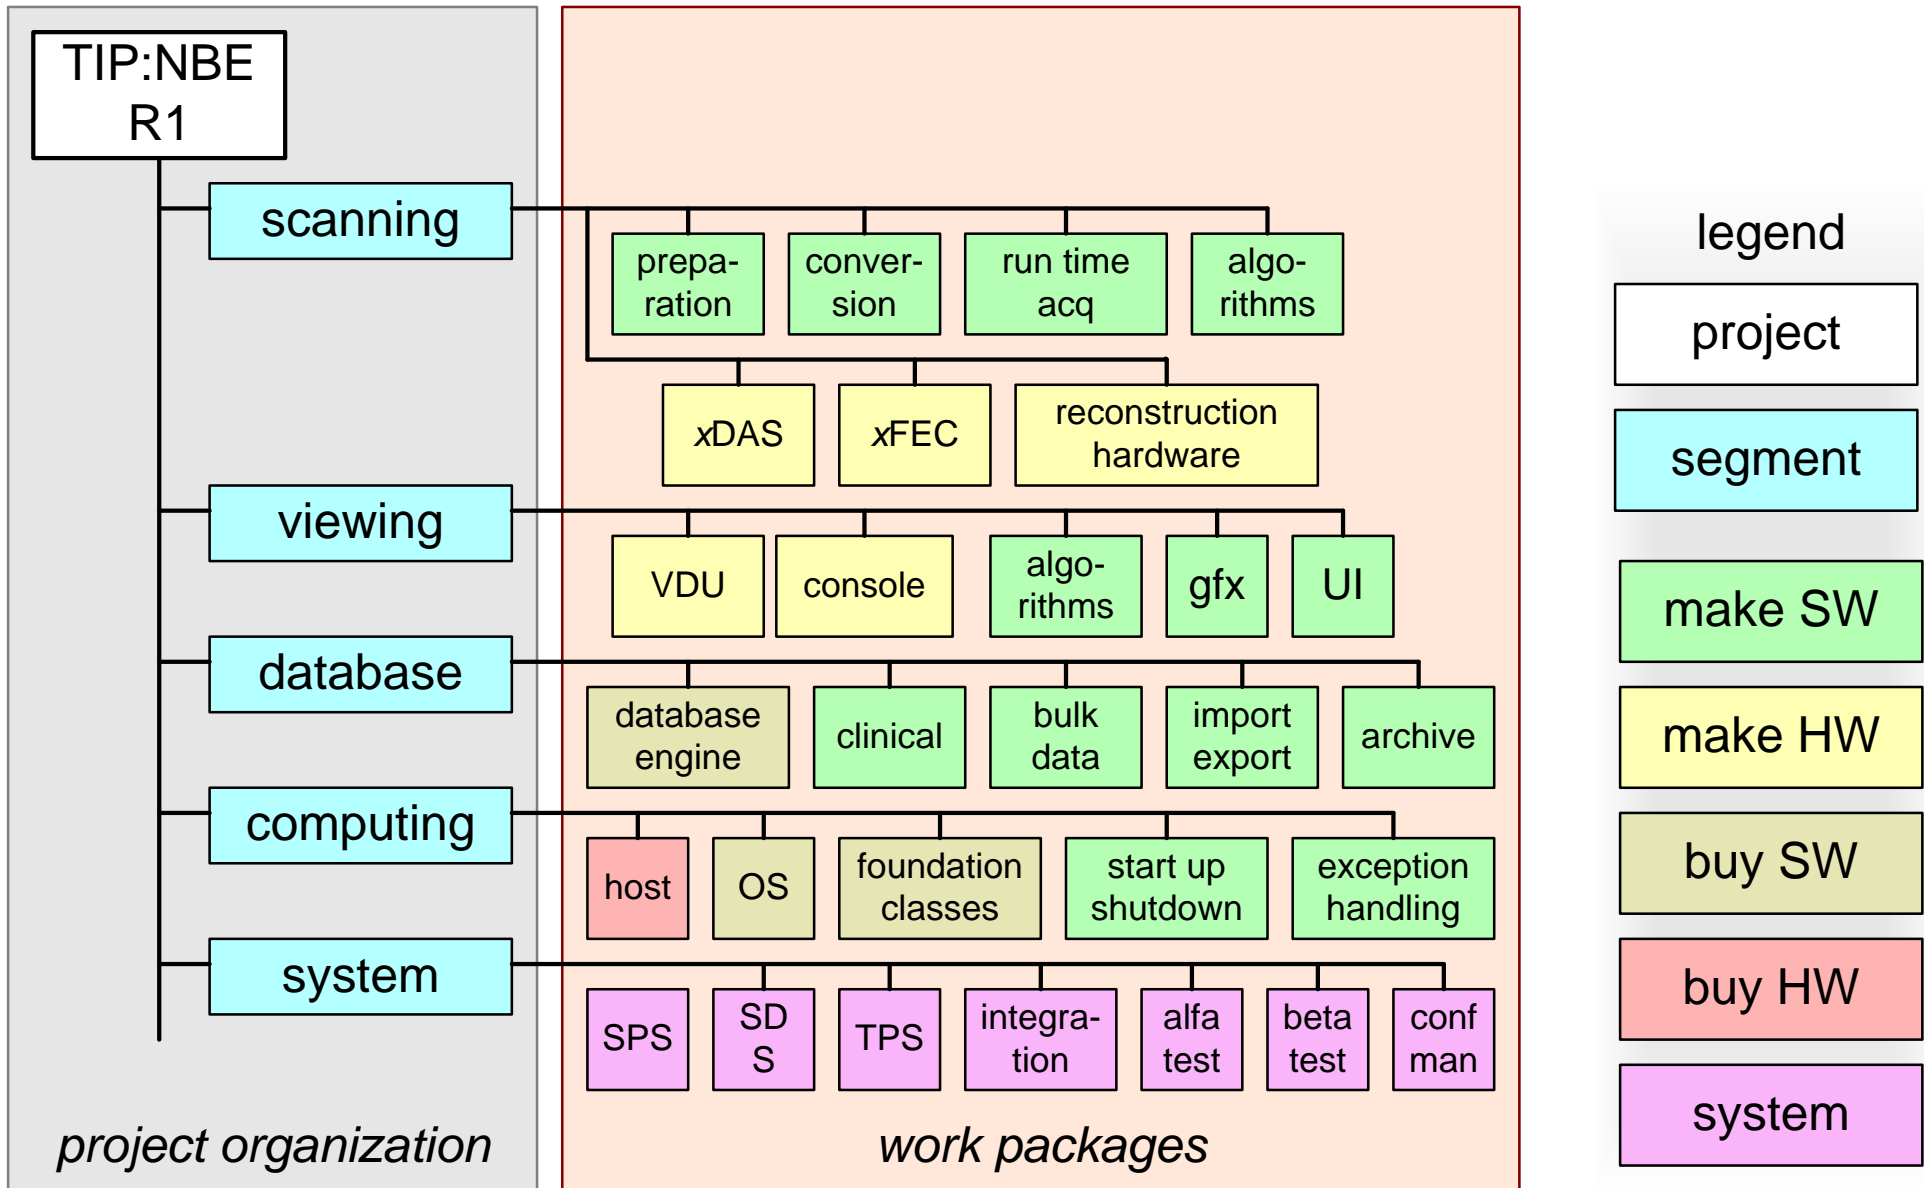 TIP:NBE
R1
scanning
prepa-
ration
conver-
sion
run time
acq
algo-
rithms
xDAS
xFEC
reconstruction
hardware
viewing
VDU
console
algo-
rithms
gfx
UI
database
database
engine
clinical
bulk
data
import
export
archive
computing
host
OS
foundation
classes
start up
shutdown
exception
handling
system
SPS
SD
S
TPS
integra-
tion
alfa
test
beta
test
conf
man
project organization
work packages
legend
project
segment
make SW
make HW
buy SW
buy HW
system